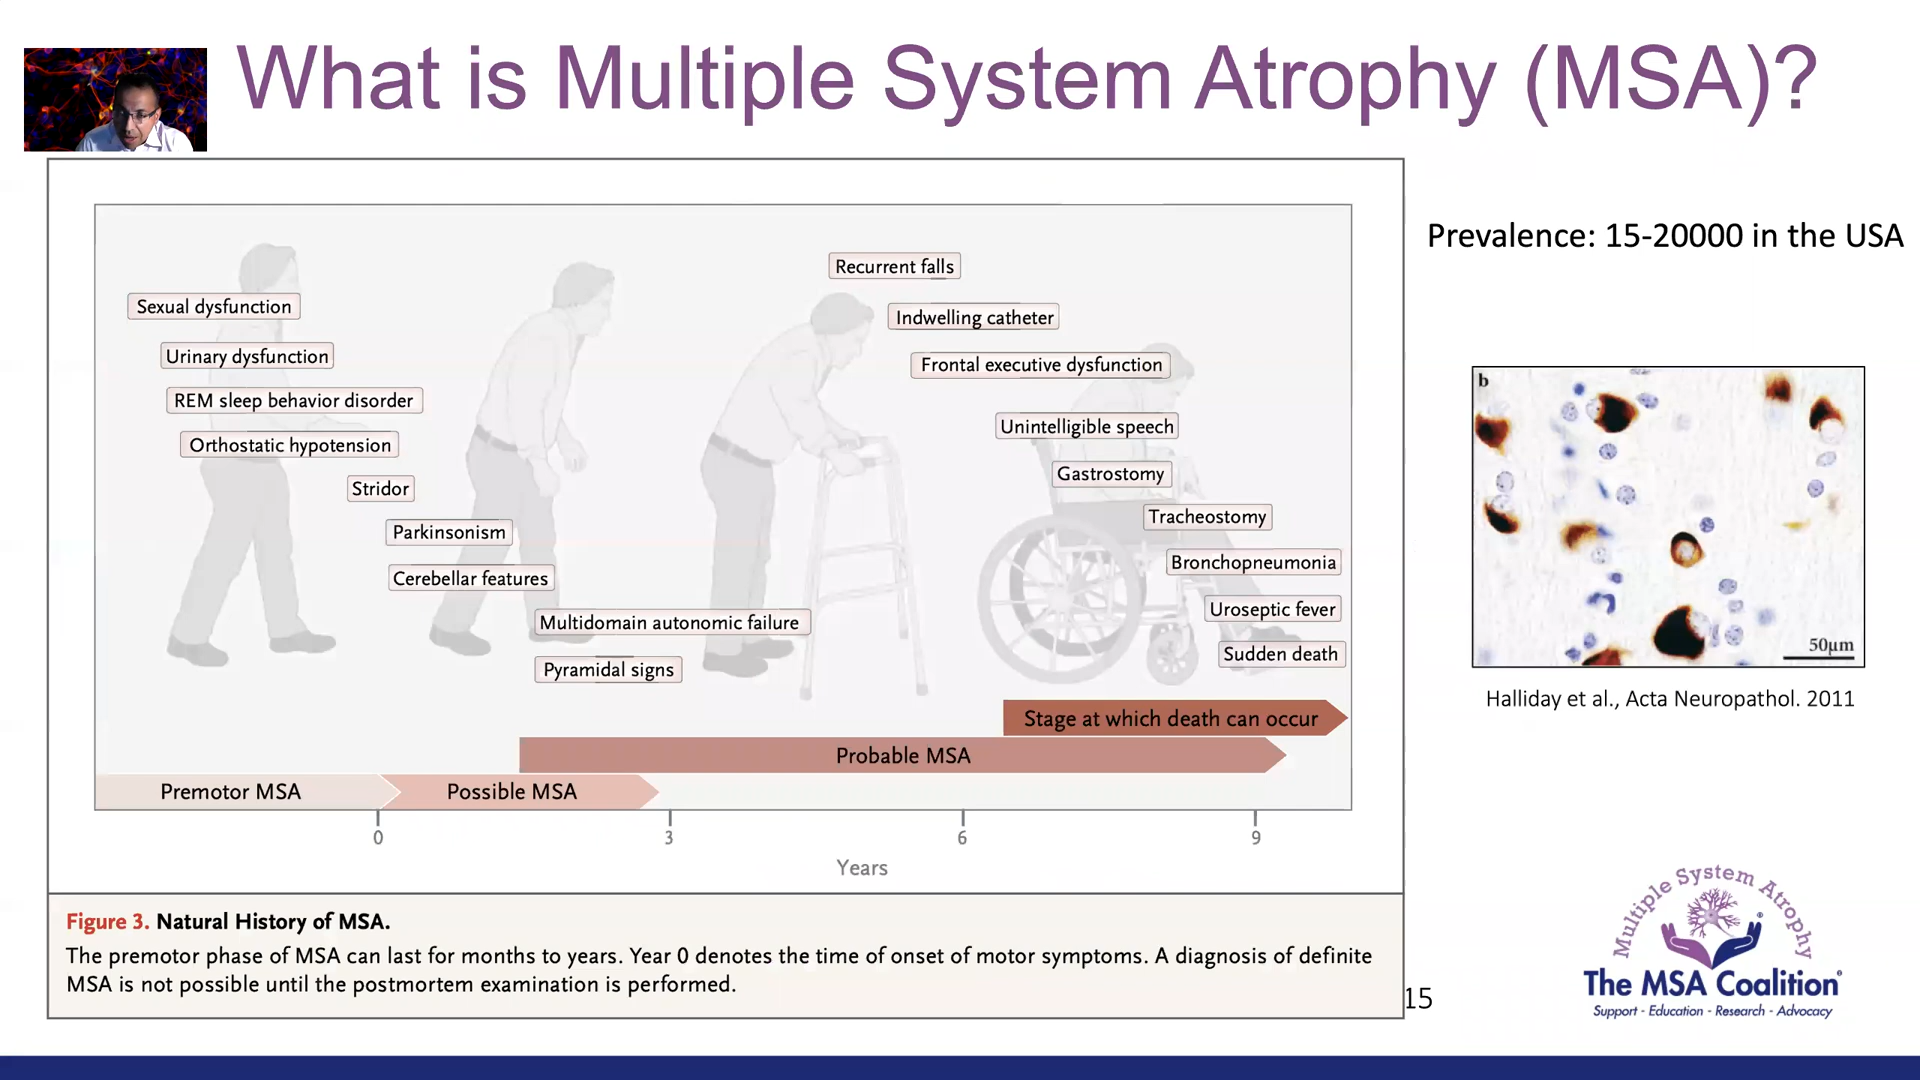 What is Multiple System Atrophy (MSA)?
Prevalence: 15-20000 in the USA
Recurrent falls
Sexual dysfunction
Indwelling catheter
Urinary dysfunction
Frontal executive dysfunction
REM sleep behavior disorder
Unintelligible speech
Orthostatic hypotension
Gastrostomy
Stridor
Tracheostomy
Parkinsonism
Bronchopneumonia
Cerebellar features
Uroseptic fever
Multidomain autonomic failure
Sudden death
Pyramidal signs
Stage at which death can occur
Probable MSA
Premotor MSA
Possible MSA
0
3
6
9
Years
Figure 3. Natural History of MSA.
The premotor phase of MSA can last for months to years. Year 0 denotes the time of onset of motor symptoms. A diagnosis of definite
MSA is not possible until the postmortem examination is performed.
b
50µm
Halliday et al., Acta Neuropathol. 2011
15
Multiple System Atrophy
The MSA Coalition®
Support - Education - Research - Advocacy